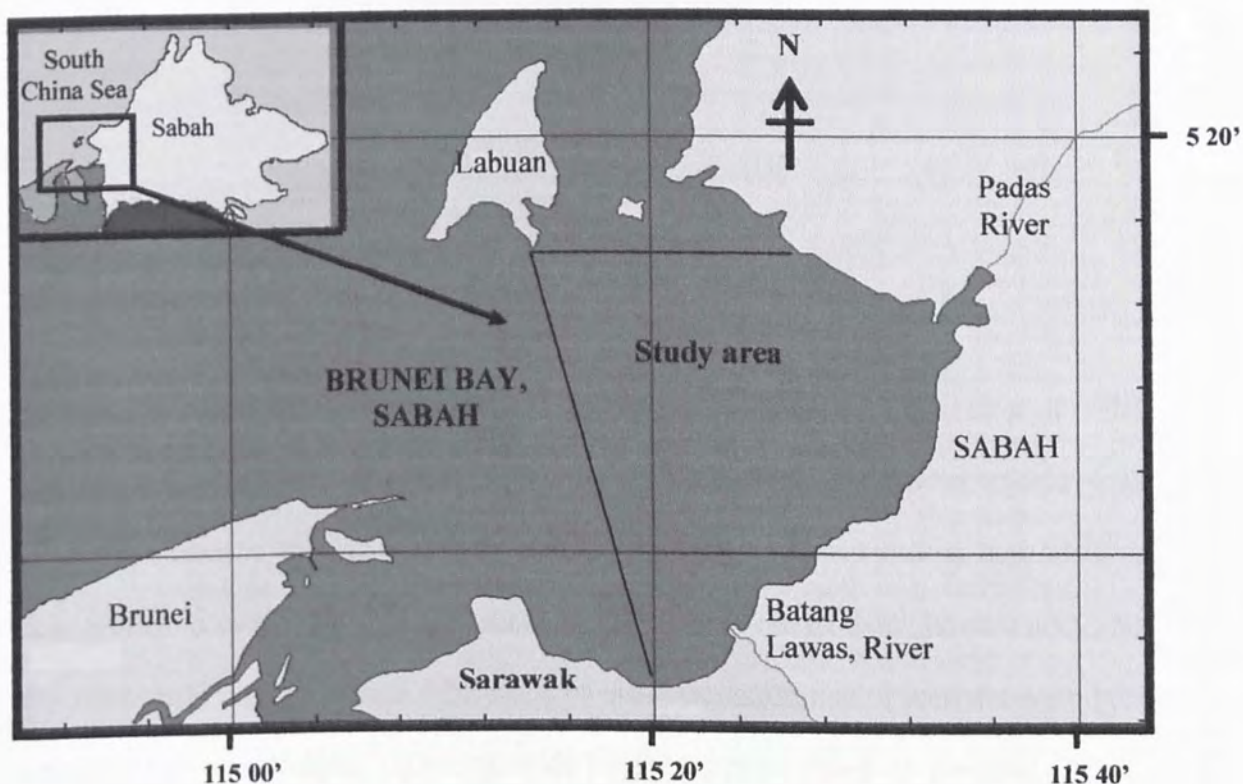 South
China Sea
Sabah
N
Labuan
5 20'
Padas
River
Study area
BRUNEI BAY,
SABAH
SABAH
Brunei
Batang
Lawas, River
Sarawak
115 00'
115 20'
115 40'